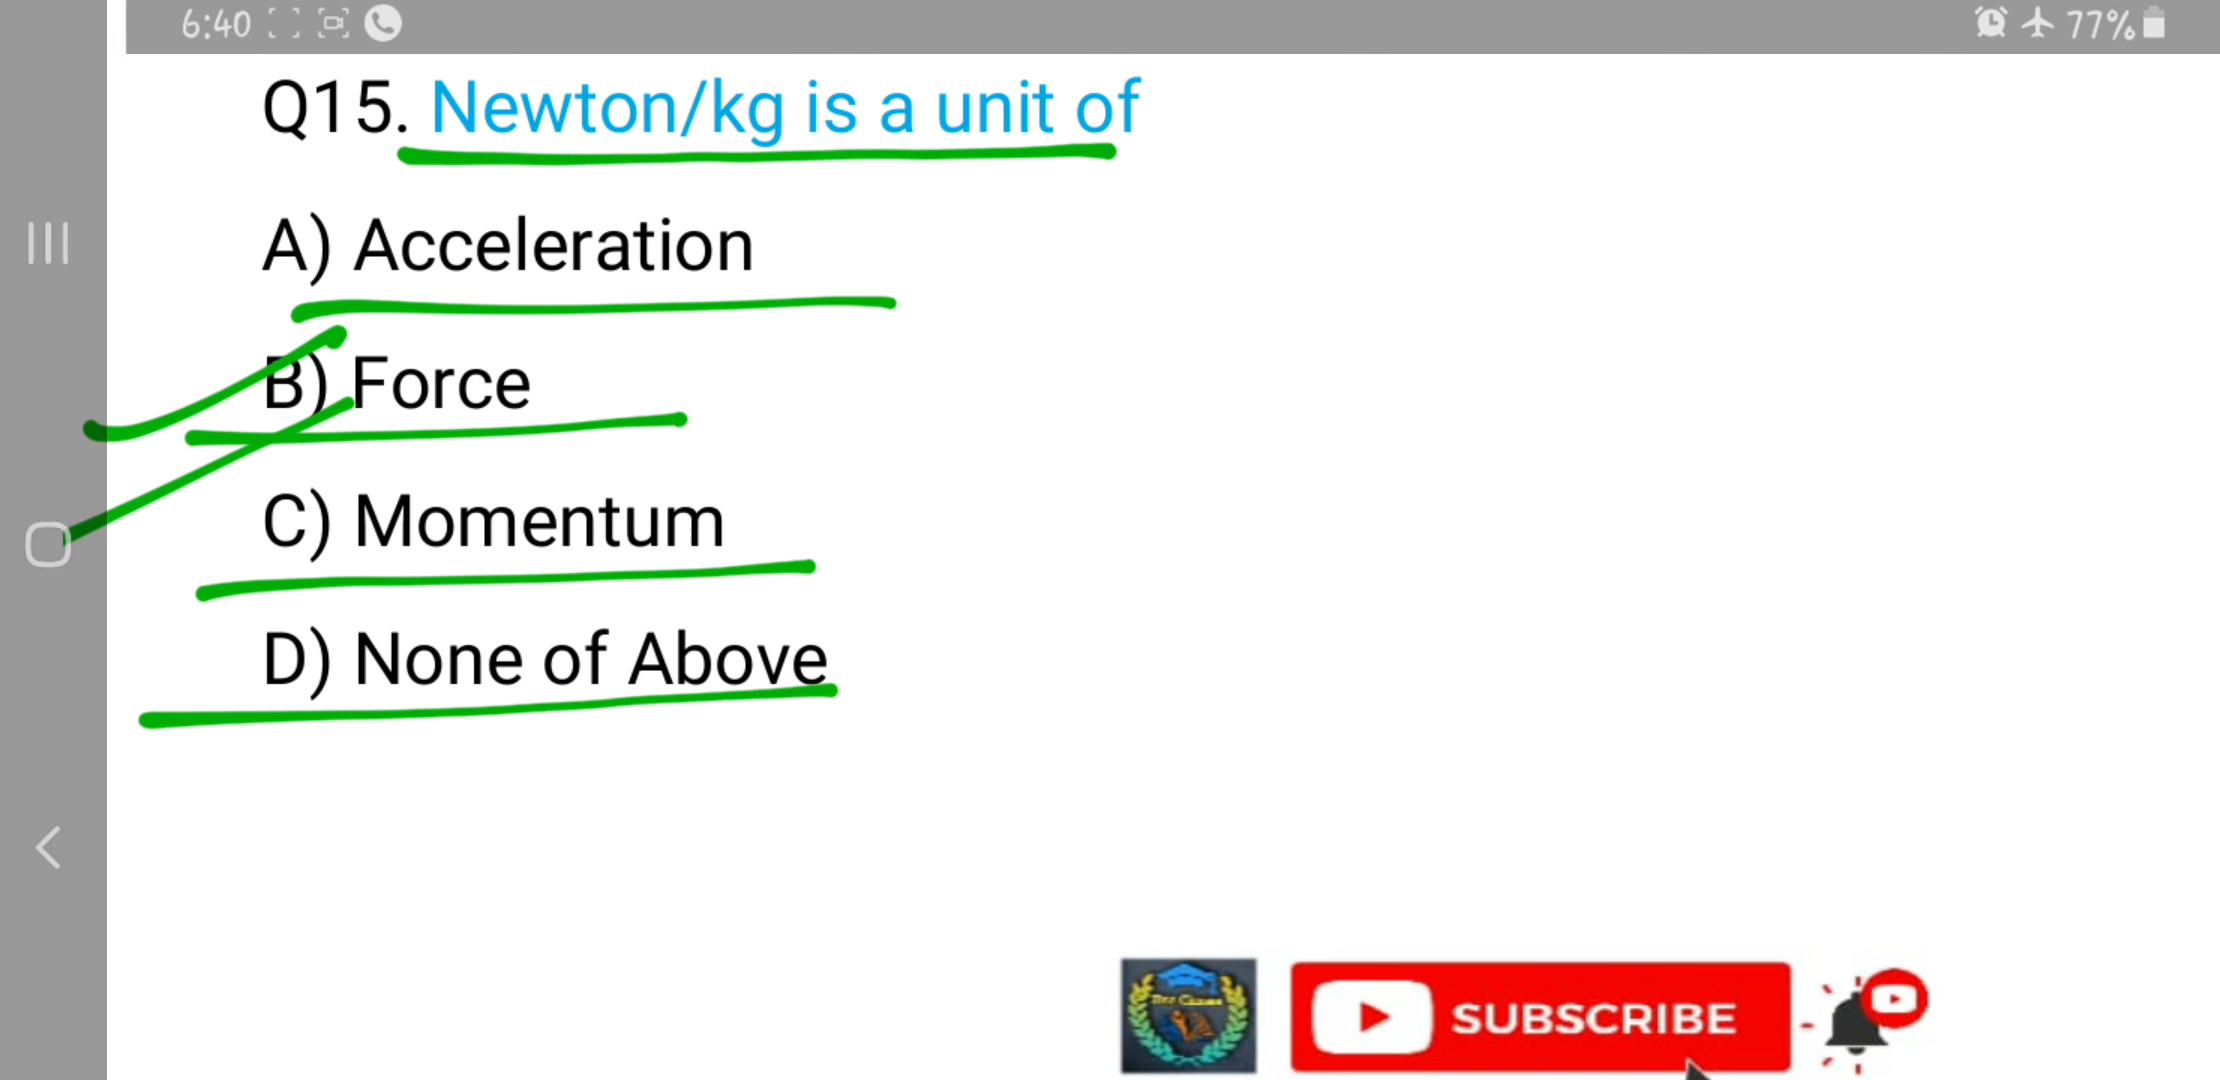 6:40 77%
Q15. Newton/kg is a unit of
A) Acceleration
B) Force
C) Momentum
D) None of Above
SUBSCRIBE